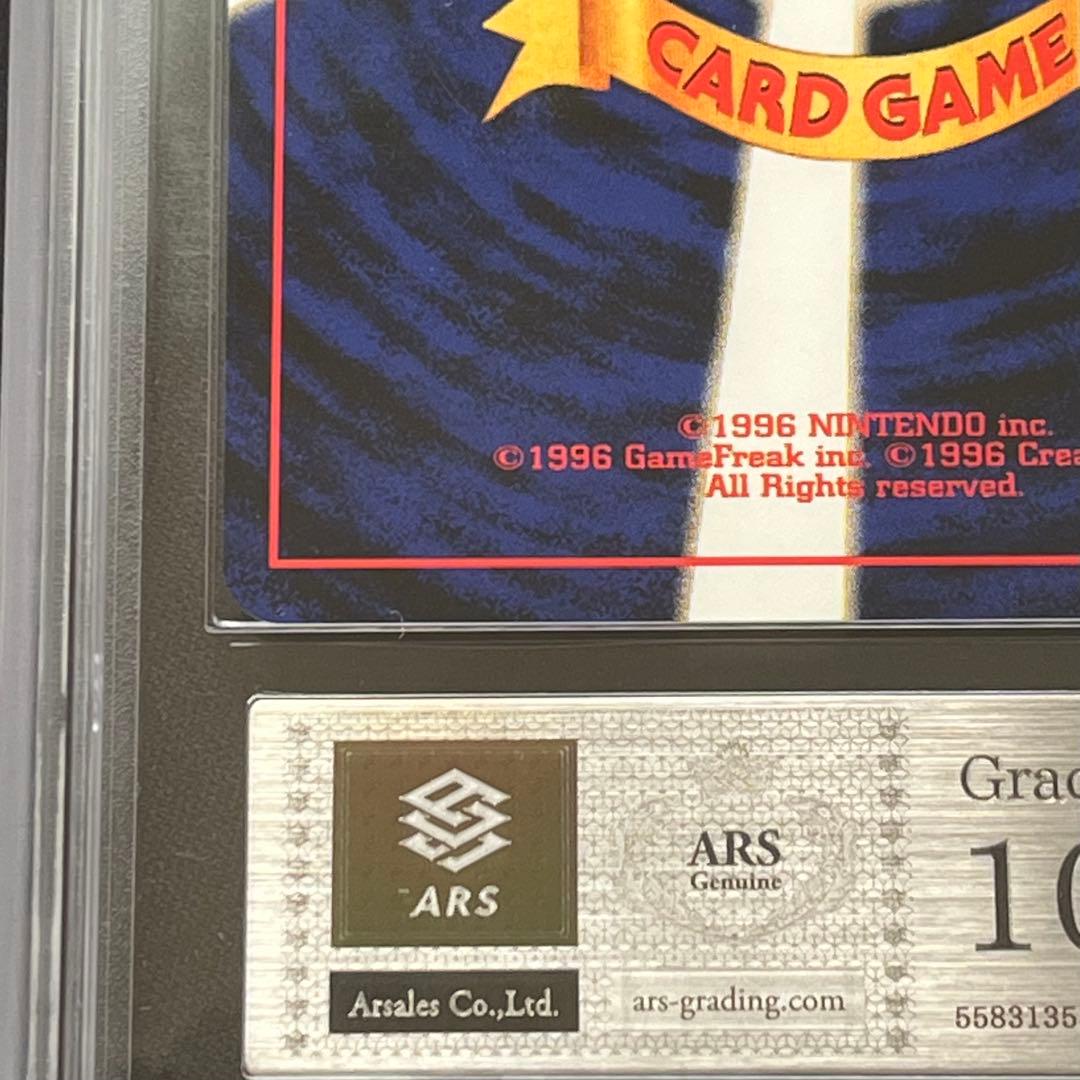 CARD GAME
©1996 NINTENDO inc.
©1996 GameFreak inc. ©1996 Crea
All Rights reserved.
ARS
Arsales Co.,Ltd.
ARS
Genuine
ars-grading.com
Grad
10
5583135